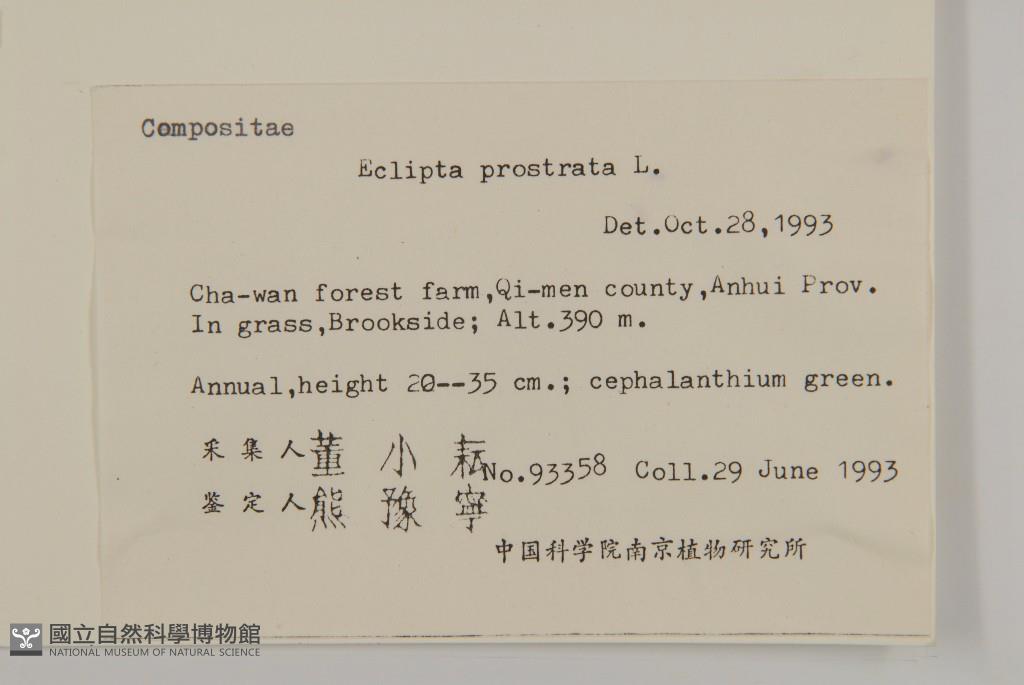 Compositae
Eclipta prostrata L.
Det.Oct.28,1993
Cha-wan forest farm,Qi-men county,Anhui Prov.
In grass,Brookside; Alt.390 m.
Annual,height 20--35 cm.; cephalanthium green.
采集人 董小耘 No.93358 Coll.29 June 1993
鉴定人 熊豫寧
中国科学院南京植物研究所
國立自然科學博物館
NATIONAL MUSEUM OF NATURAL SCIENCE